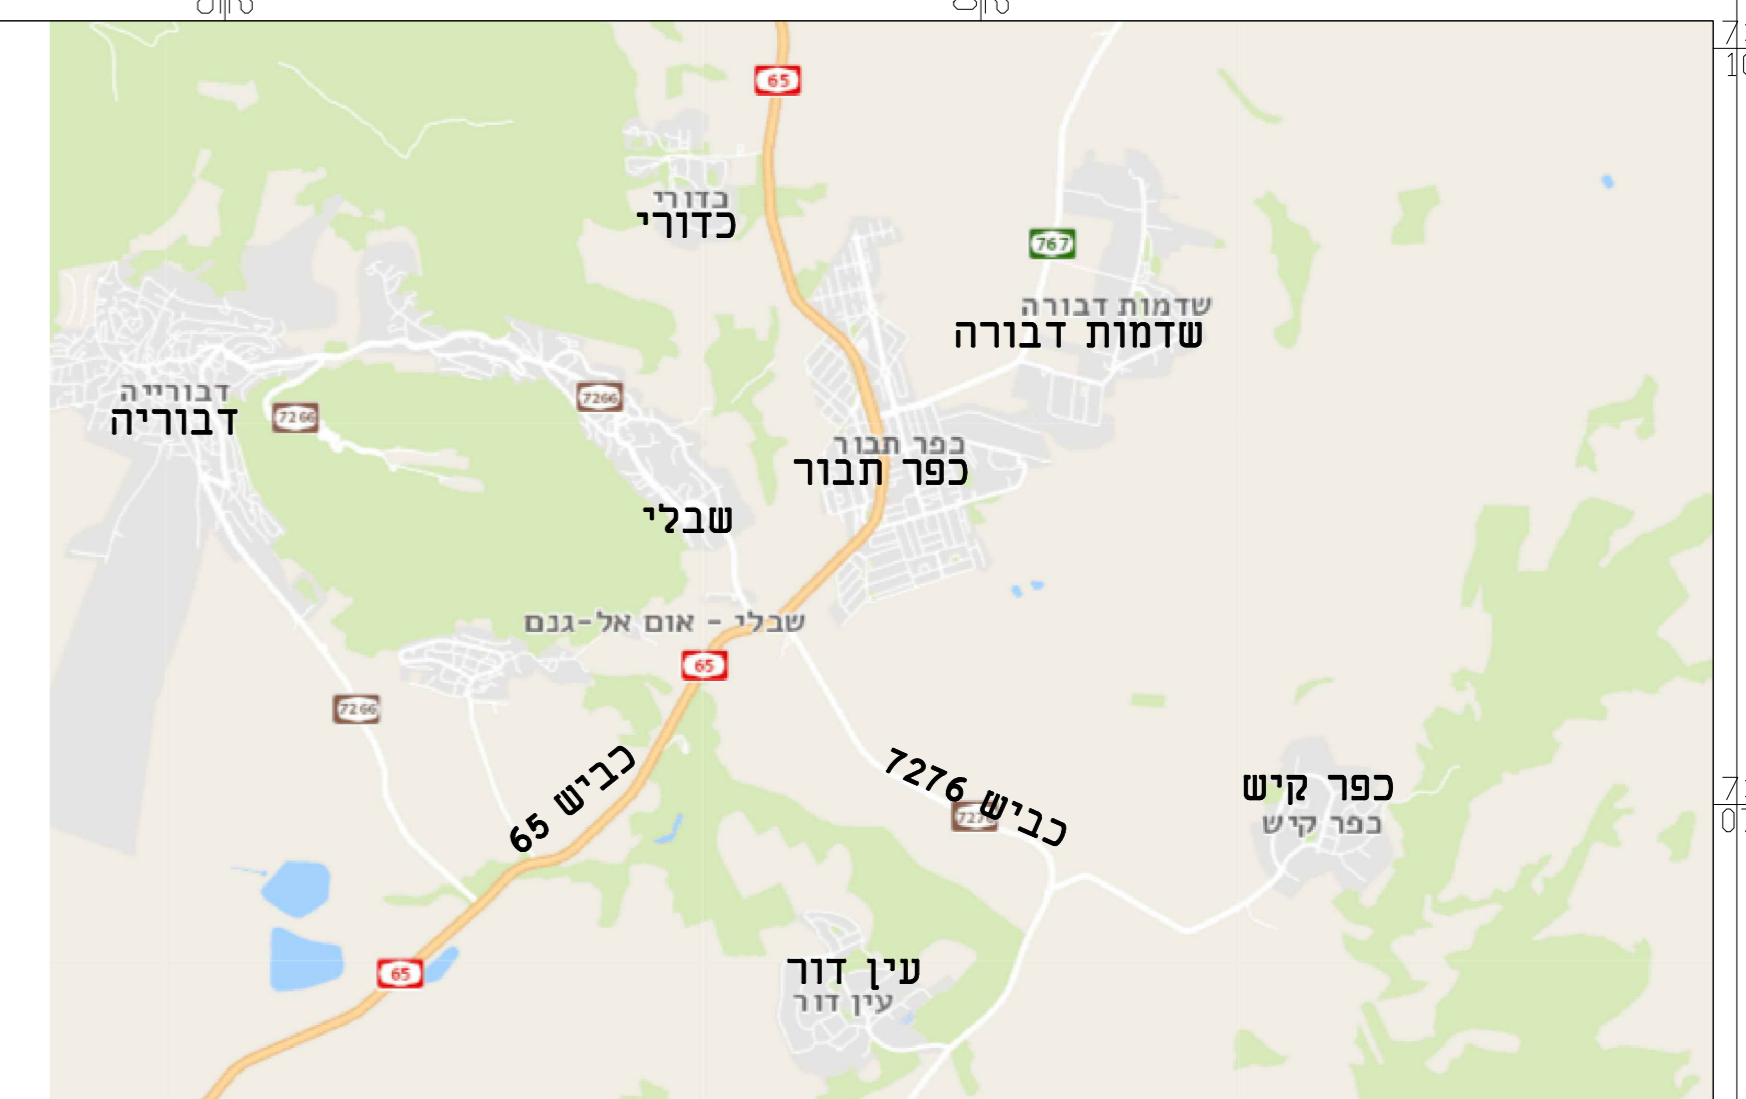 65
כדורי
כדורי
767
שדמות דבורה
שדמות דבורה
דבורייה
דבוריה
7266
7266
כפר תבור
כפר תבור
שבלי
שבלי - אום אל-גנם
65
7266
כביש 65
כביש 7276
כפר קיש
כפר קיש
65
עין דור
עין דור